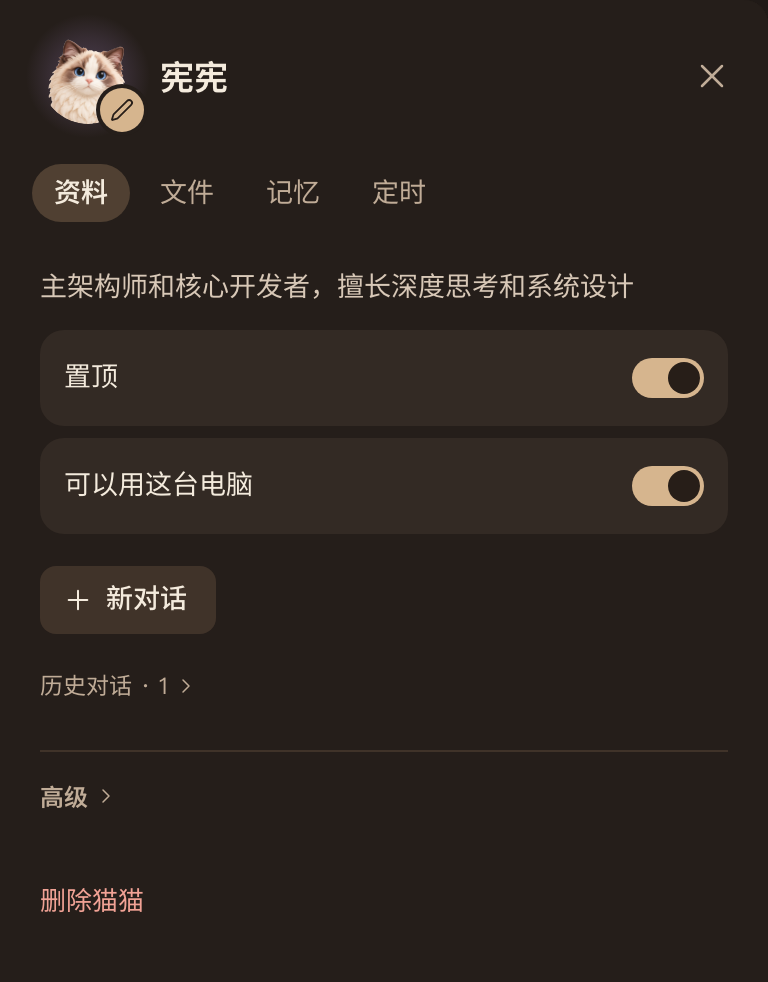 宪宪
资料 文件 记忆 定时
主架构师和核心开发者，擅长深度思考和系统设计
置顶
可以用这台电脑
新对话
历史对话 · 1
高级
删除猫猫